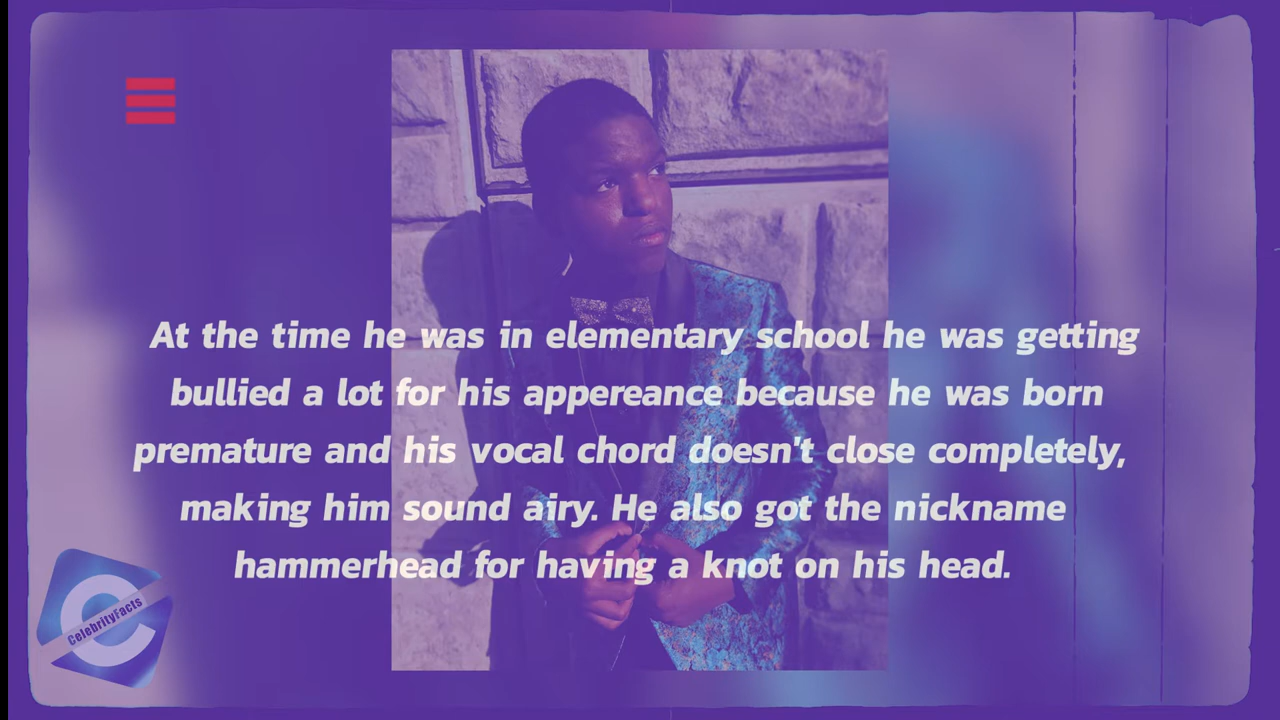 At the time he was in elementary school he was getting
bullied a lot for his appereance because he was born
premature and his vocal chord doesn't close completely,
making him sound airy. He also got the nickname
hammerhead for having a knot on his head.
CelebrityFacts